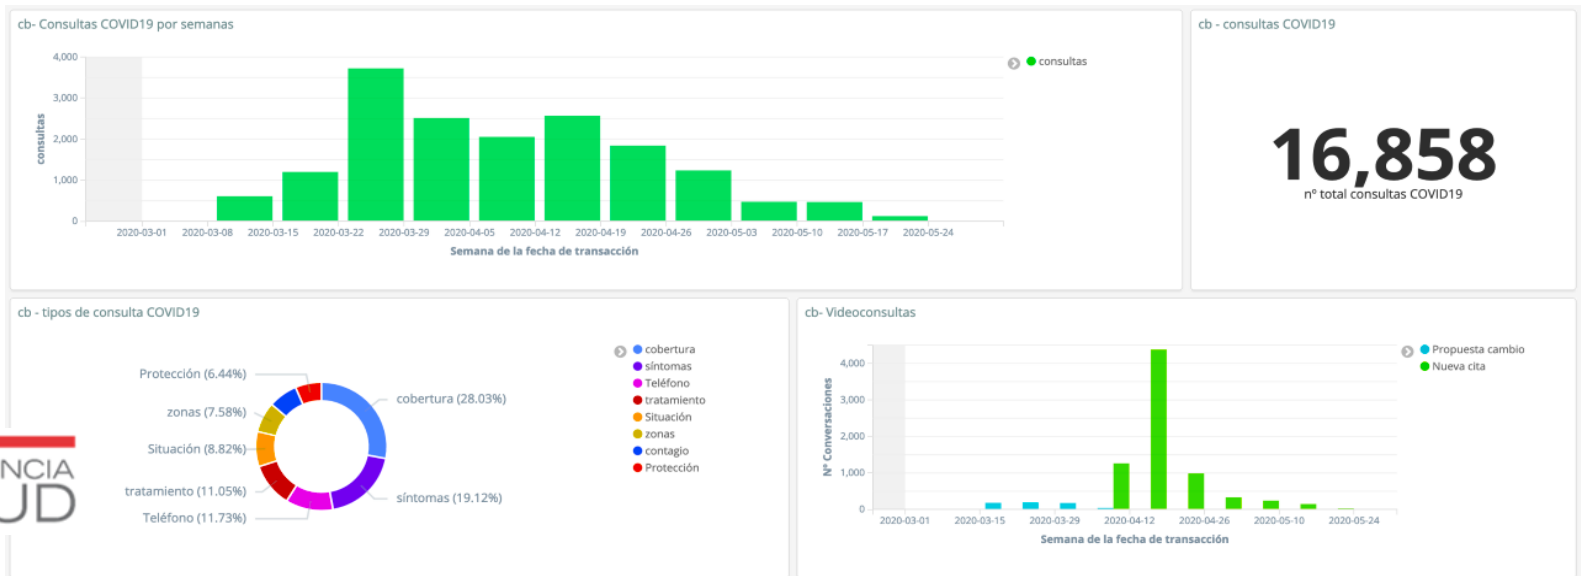 cb- Consultas COVID19 por semanas
consultas
4,000
3,000
2,000
1,000
0
2020-03-01 2020-03-08 2020-03-15 2020-03-22 2020-03-29 2020-04-05 2020-04-12 2020-04-19 2020-04-26 2020-05-03 2020-05-10 2020-05-17 2020-05-24
Semana de la fecha de transacción
consultas
cb - consultas COVID19
16,858
nº total consultas COVID19
cb - tipos de consulta COVID19
Protección (6.44%)
zonas (7.58%)
Situación (8.82%)
tratamiento (11.05%)
Teléfono (11.73%)
cobertura (28.03%)
síntomas (19.12%)
cobertura
síntomas
Teléfono
tratamiento
Situación
zonas
contagio
Protección
NCIA
UD
cb- Videoconsultas
Nº Conversaciones
4,000
3,000
2,000
1,000
0
2020-03-01 2020-03-15 2020-03-29 2020-04-12 2020-04-26 2020-05-10 2020-05-24
Semana de la fecha de transacción
Propuesta cambio
Nueva cita